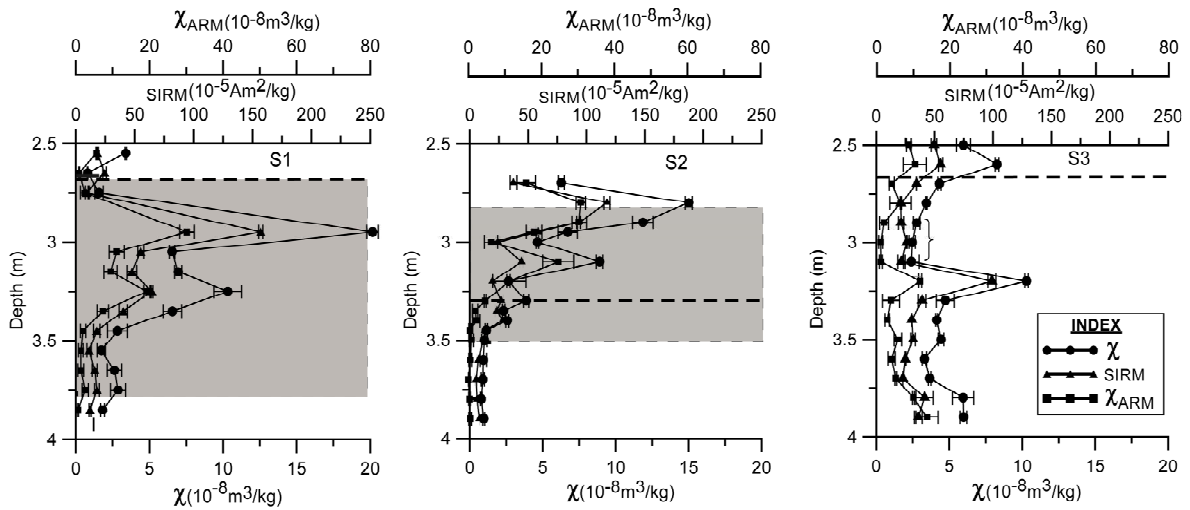 χARM(10-8m3/kg)
0 20 40 60 80
SIRM(10-5Am2/kg)
0 50 100 150 200 250
S1
2.5
3
3.5
4
Depth (m)
0 5 10 15 20
χ(10-8m3/kg)
χARM(10-8m3/kg)
0 20 40 60 80
SIRM(10-5Am2/kg)
0 50 100 150 200 250
S2
2.5
3
3.5
4
Depth (m)
0 5 10 15 20
χ(10-8m3/kg)
χARM(10-8m3/kg)
0 20 40 60 80
SIRM(10-5Am2/kg)
0 50 100 150 200 250
S3
2.5
3
3.5
4
Depth (m)
INDEX
χ
SIRM
χARM
0 5 10 15 20
χ(10-8m3/kg)